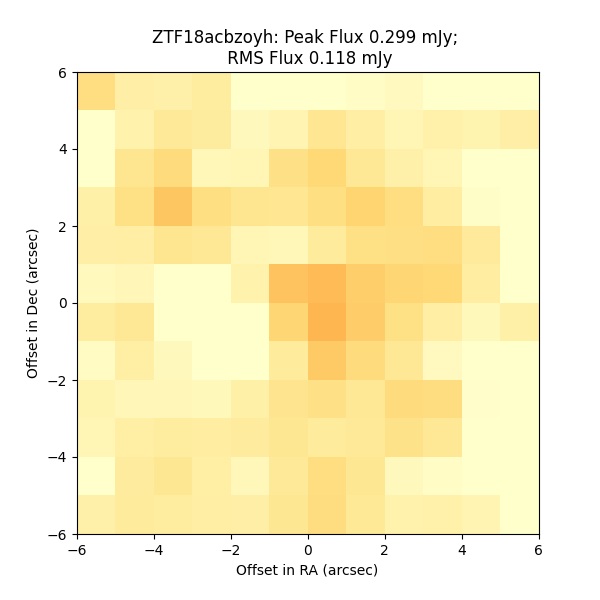 ZTF18acbzoyh: Peak Flux 0.299 mJy;
RMS Flux 0.118 mJy
6
4
2
0
−2
−4
−6
Offset in Dec (arcsec)
−6 −4 −2 0 2 4 6
Offset in RA (arcsec)